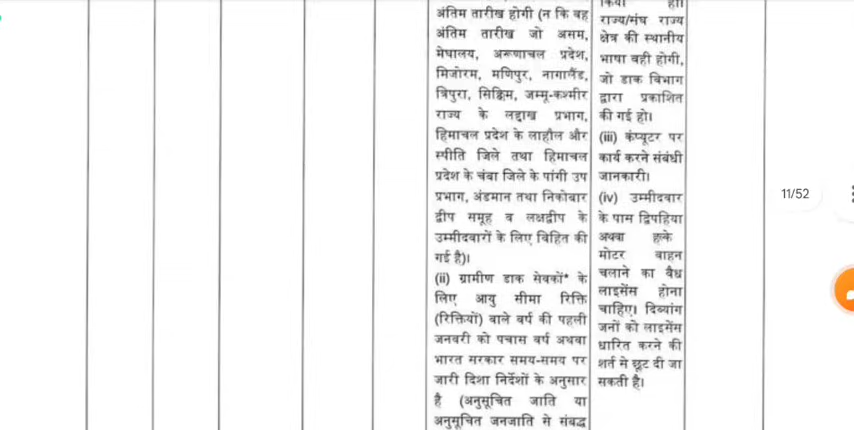 अंतिम तारीख होगी (न कि वह
अंतिम तारीख जो असम,
मेघालय, अरूणाचल प्रदेश,
मिजोरम, मणिपुर, नागालैंड,
त्रिपुरा, सिक्किम, जम्मू-कश्मीर
राज्य के लद्दाख प्रभाग,
हिमाचल प्रदेश के लाहौल और
स्पीति जिले तथा हिमाचल
प्रदेश के चंबा जिले के पांगी उप
प्रभाग, अंडमान तथा निकोबार
द्वीप समूह व लक्षद्वीप के
उम्मीदवारों के लिए विहित की
गई है)।
(ii) ग्रामीण डाक सेवकों* के
लिए आयु सीमा रिक्ति
(रिक्तियों) वाले वर्ष की पहली
जनवरी को पचास वर्ष अथवा
भारत सरकार समय-समय पर
जारी दिशा निर्देशों के अनुसार
है (अनुसूचित जाति या
अनुसूचित जनजाति से संबद्ध
राज्य/संघ राज्य
क्षेत्र की स्थानीय
भाषा वही होगी,
जो डाक विभाग
द्वारा प्रकाशित
की गई हो।
(iii) कंप्यूटर पर
कार्य करने संबंधी
जानकारी।
(iv) उम्मीदवार
के पास द्विपहिया
अथवा हल्के
मोटर वाहन
चलाने का वैध
लाइसेंस होना
चाहिए। दिव्यांग
जनों को लाइसेंस
धारित करने की
शर्त से छूट दी जा
सकती है।
11/52